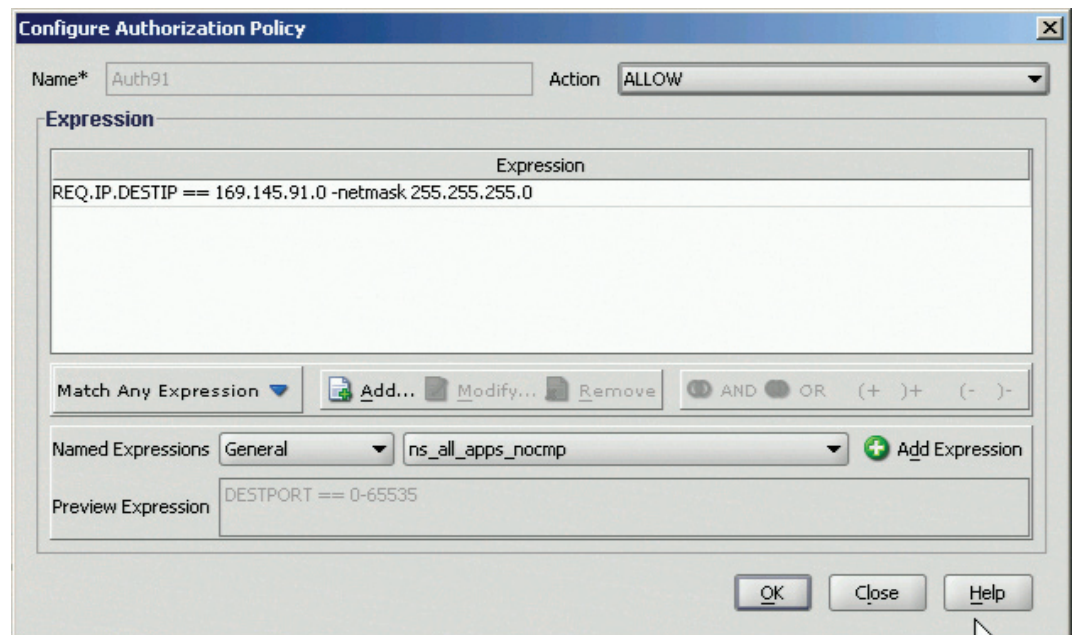 Configure Authorization Policy
Name* Auth91 Action ALLOW
Expression
Expression
REQ.IP.DESTIP == 169.145.91.0 -netmask 255.255.255.0
Match Any Expression Add... Modify... Remove AND OR (+ )+ (- )-
Named Expressions General ns_all_apps_nocmp Add Expression
Preview Expression DESTPORT == 0-65535
OK Close Help